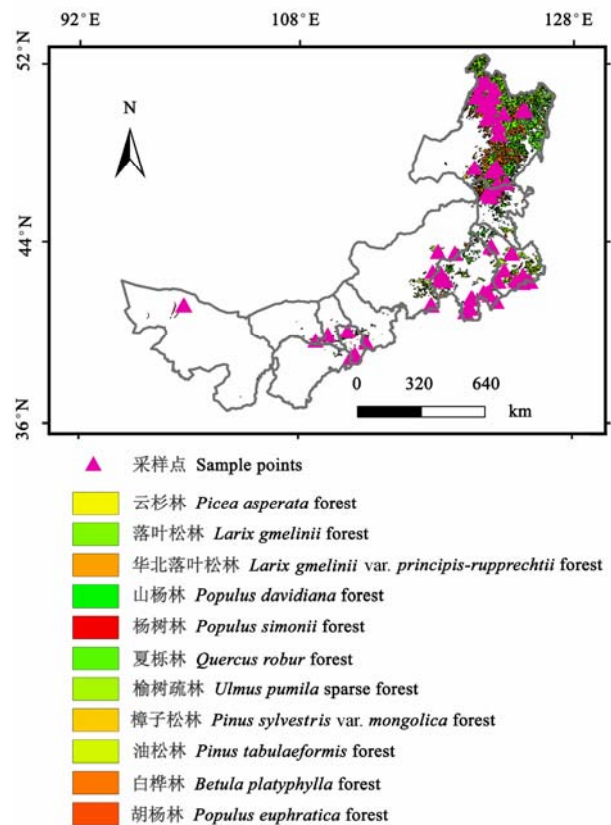 92°E 108°E 128°E
52°N
N
44°N
0 320 640
km
36°N
采样点 Sample points
云杉林 Picea asperata forest
落叶松林 Larix gmelinii forest
华北落叶松林 Larix gmelinii var. principis-rupprechtii forest
山杨林 Populus davidiana forest
杨树林 Populus simonii forest
夏栎林 Quercus robur forest
榆树疏林 Ulmus pumila sparse forest
樟子松林 Pinus sylvestris var. mongolica forest
油松林 Pinus tabulaeformis forest
白桦林 Betula platyphylla forest
胡杨林 Populus euphratica forest